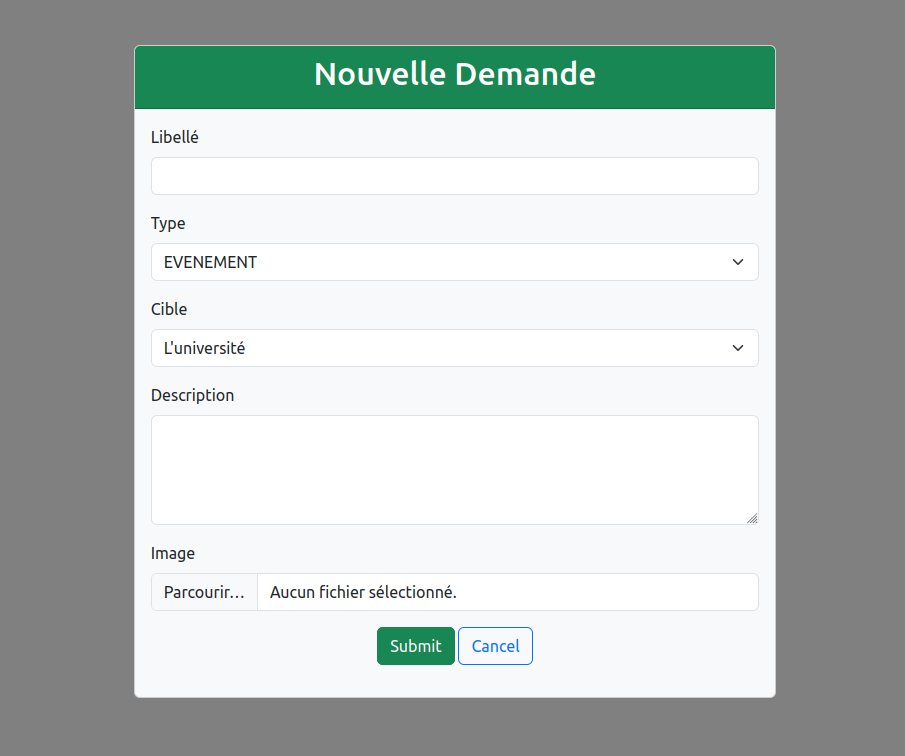 Nouvelle Demande
Libellé
Type
EVENEMENT
Cible
L'université
Description
Image
Parcourir... Aucun fichier sélectionné.
Submit Cancel